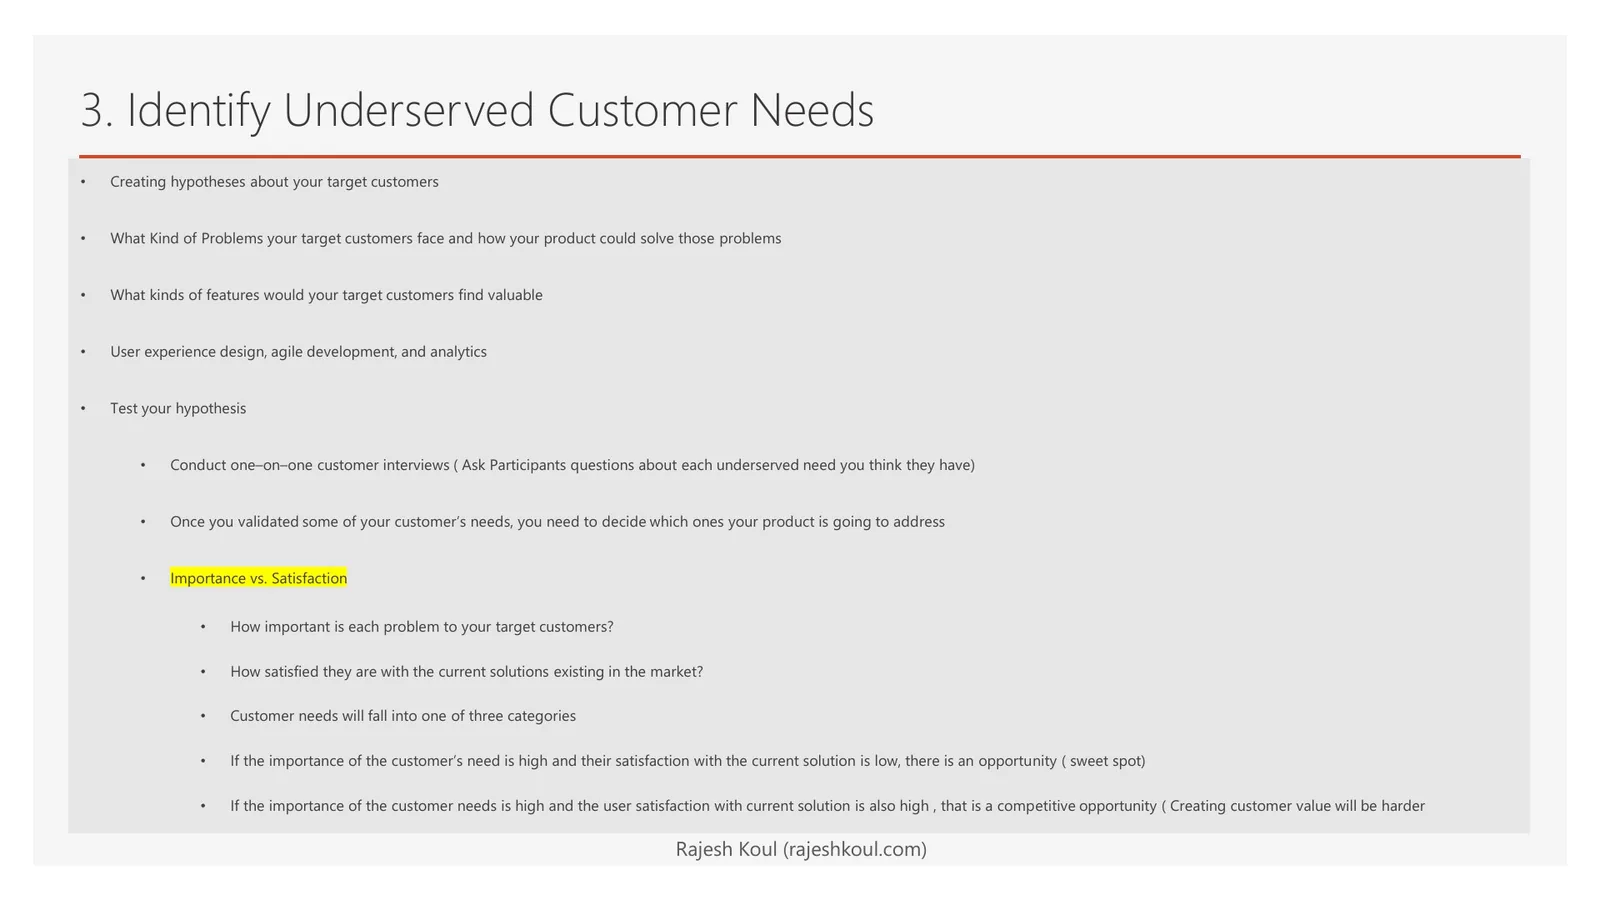 3. Identify Underserved Customer Needs
• Creating hypotheses about your target customers
• What Kind of Problems your target customers face and how your product could solve those problems
• What kinds of features would your target customers find valuable
• User experience design, agile development, and analytics
• Test your hypothesis
• Conduct one–on–one customer interviews ( Ask Participants questions about each underserved need you think they have)
• Once you validated some of your customer’s needs, you need to decide which ones your product is going to address
• Importance vs. Satisfaction
• How important is each problem to your target customers?
• How satisfied they are with the current solutions existing in the market?
• Customer needs will fall into one of three categories
• If the importance of the customer’s need is high and their satisfaction with the current solution is low, there is an opportunity ( sweet spot)
• If the importance of the customer needs is high and the user satisfaction with current solution is also high , that is a competitive opportunity ( Creating customer value will be harder
Rajesh Koul (rajeshkoul.com)